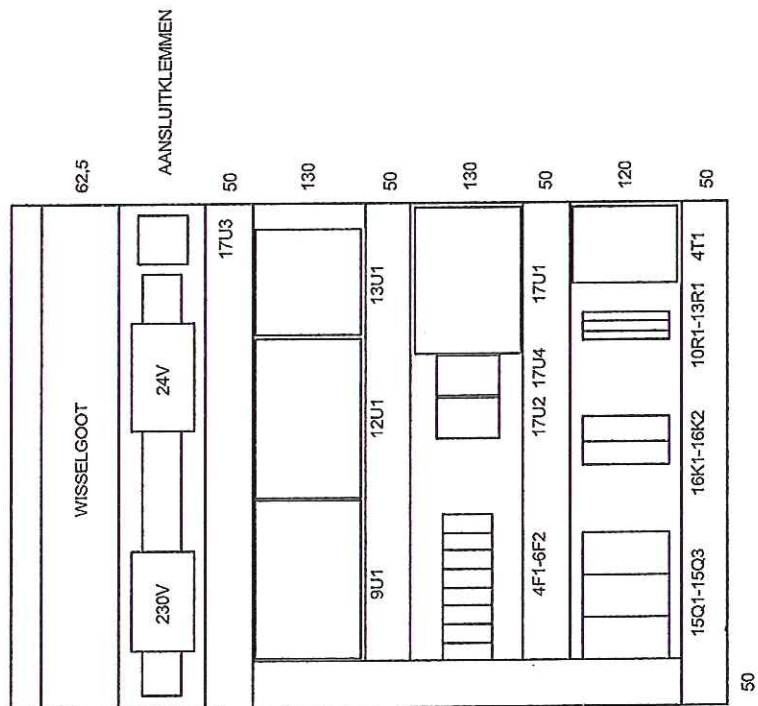 62,5
AANSLUITKLEMMEN
50
130
50
130
50
120
50
WISSELGOOT
230V
24V
17U3
9U1
12U1
13U1
4F1-6F2
17U2
17U4
17U1
15Q1-15Q3
16K1-16K2
10R1-13R1
4T1
50